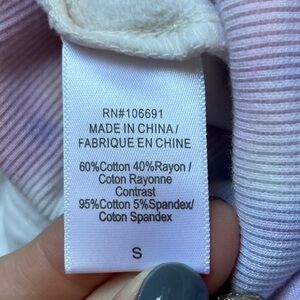 RN#106691
MADE IN CHINA/
FABRIQUE EN CHINE
60%Cotton 40%Rayon /
Coton Rayonne
Contrast
95%Cotton 5%Spandex/
Coton Spandex
S